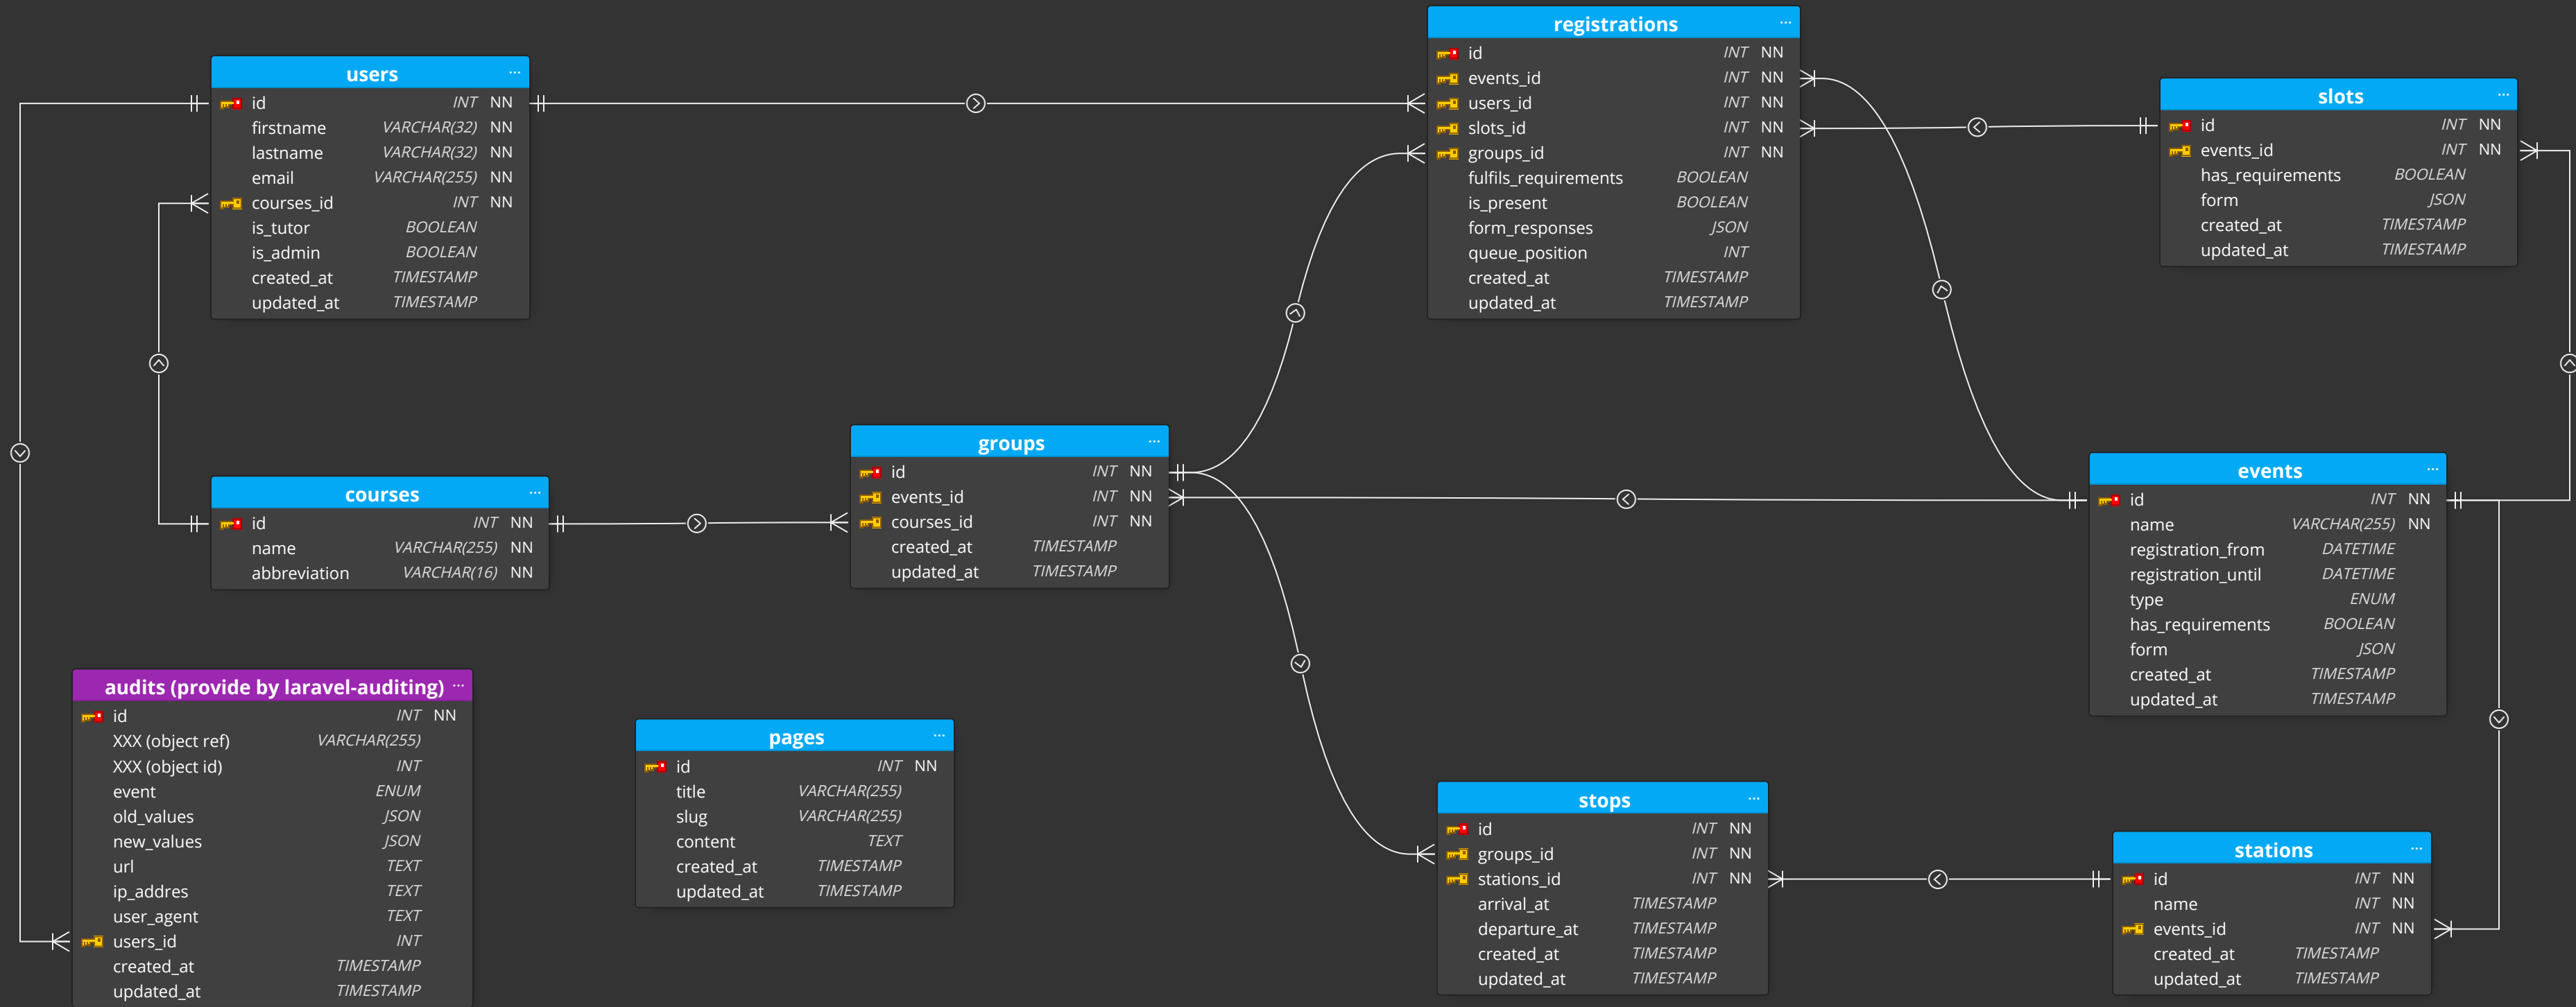 registrations ...
id INT NN
events_id INT NN
users_id INT NN
slots_id INT NN
groups_id INT NN
fulfils_requirements BOOLEAN
is_present BOOLEAN
form_responses JSON
queue_position INT
created_at TIMESTAMP
updated_at TIMESTAMP
users ...
id INT NN
firstname VARCHAR(32) NN
lastname VARCHAR(32) NN
email VARCHAR(255) NN
courses_id INT NN
is_tutor BOOLEAN
is_admin BOOLEAN
created_at TIMESTAMP
updated_at TIMESTAMP
slots ...
id INT NN
events_id INT NN
has_requirements BOOLEAN
form JSON
created_at TIMESTAMP
updated_at TIMESTAMP
groups ...
id INT NN
events_id INT NN
courses_id INT NN
created_at TIMESTAMP
updated_at TIMESTAMP
events ...
id INT NN
name VARCHAR(255) NN
registration_from DATETIME
registration_until DATETIME
type ENUM
has_requirements BOOLEAN
form JSON
created_at TIMESTAMP
updated_at TIMESTAMP
courses ...
id INT NN
name VARCHAR(255) NN
abbreviation VARCHAR(16) NN
audits (provide by laravel-auditing) ...
id INT NN
XXX (object ref) VARCHAR(255)
XXX (object id) INT
event ENUM
old_values JSON
new_values JSON
url TEXT
ip_addres TEXT
user_agent TEXT
users_id INT
created_at TIMESTAMP
updated_at TIMESTAMP
pages ...
id INT NN
title VARCHAR(255)
slug VARCHAR(255)
content TEXT
created_at TIMESTAMP
updated_at TIMESTAMP
stops ...
id INT NN
groups_id INT NN
stations_id INT NN
arrival_at TIMESTAMP
departure_at TIMESTAMP
created_at TIMESTAMP
updated_at TIMESTAMP
stations ...
id INT NN
name INT NN
events_id INT NN
created_at TIMESTAMP
updated_at TIMESTAMP